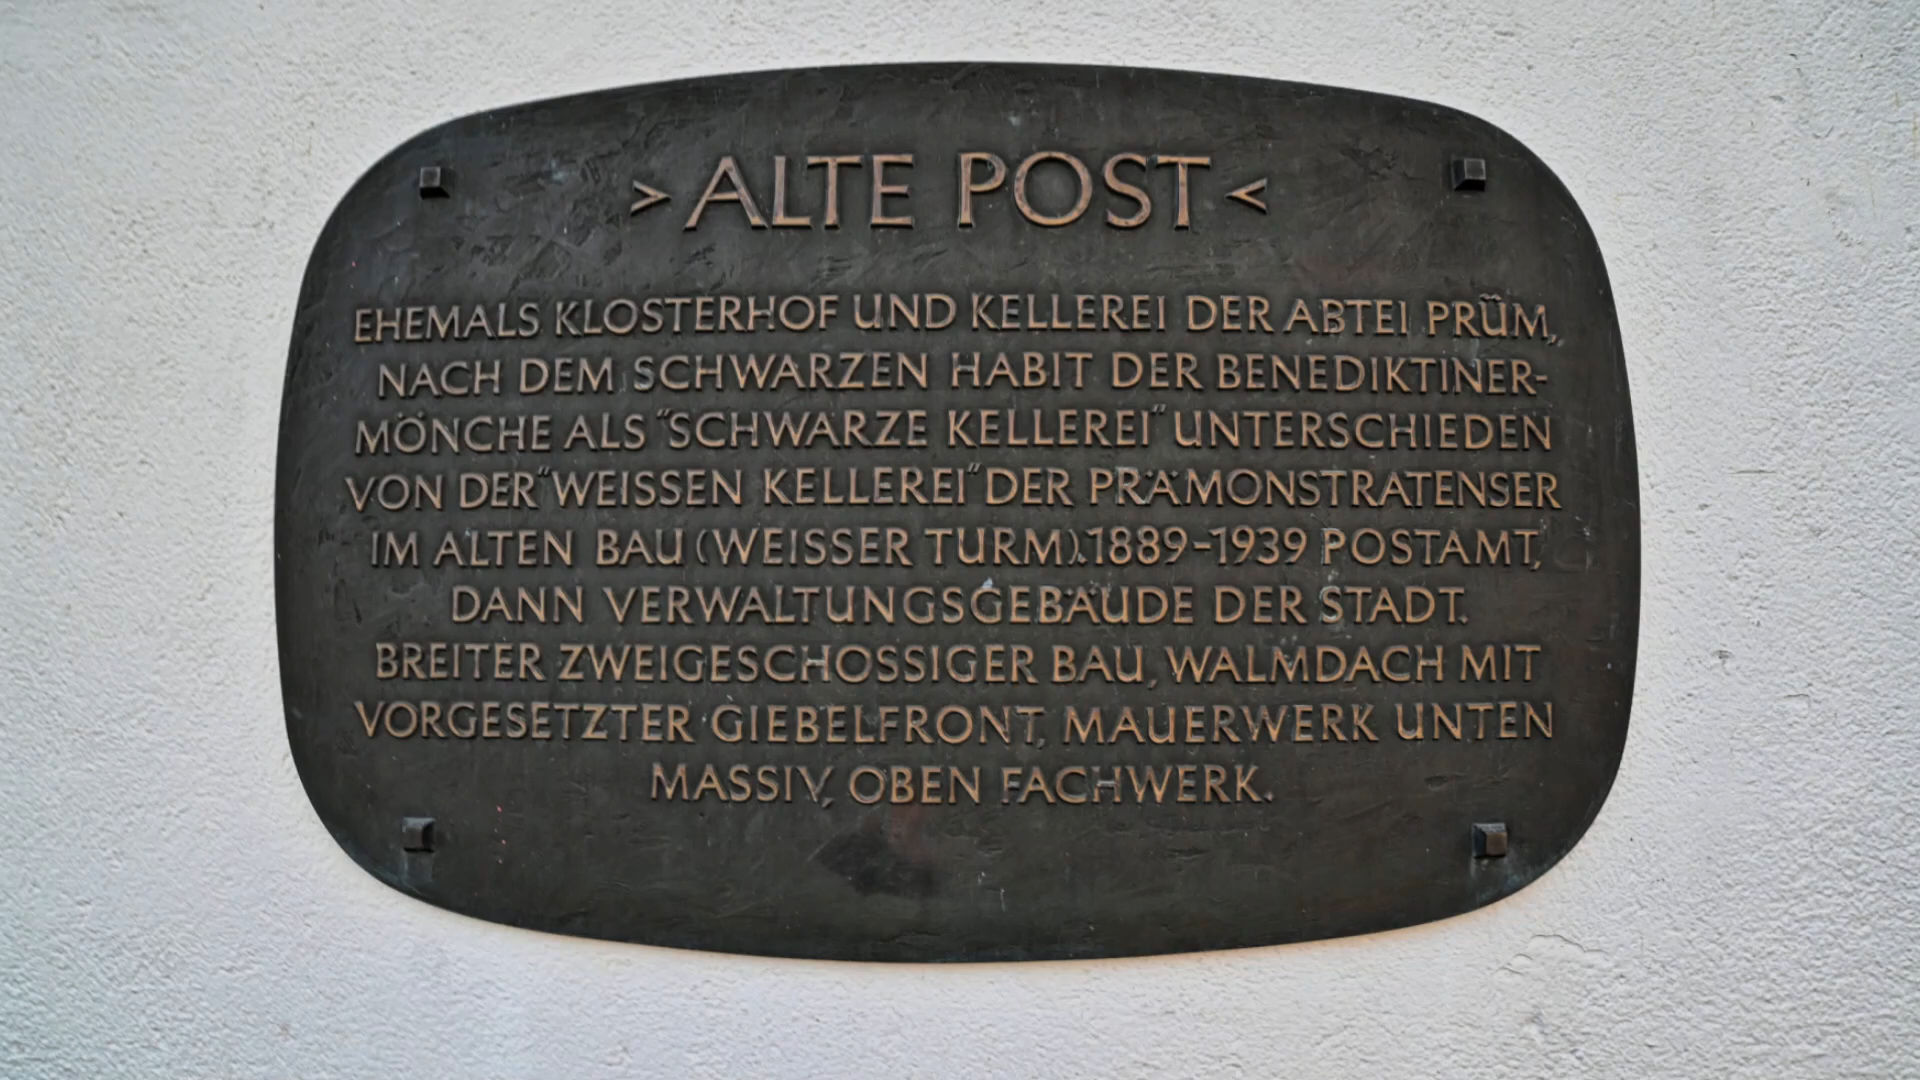 >ALTE POST<
EHEMALS KLOSTERHOF UND KELLEREI DER ABTEI PRÜM,
NACH DEM SCHWARZEN HABIT DER BENEDIKTINER-
MÖNCHE ALS "SCHWARZE KELLEREI" UNTERSCHIEDEN
VON DER "WEISSEN KELLEREI" DER PRÄMONSTRATENSER
IM ALTEN BAU (WEISSER TURM). 1889-1939 POSTAMT,
DANN VERWALTUNGSGEBÄUDE DER STADT.
BREITER ZWEIGESCHOSSIGER BAU, WALMDACH MIT
VORGESETZTER GIEBELFRONT, MAUERWERK UNTEN
MASSIV, OBEN FACHWERK.